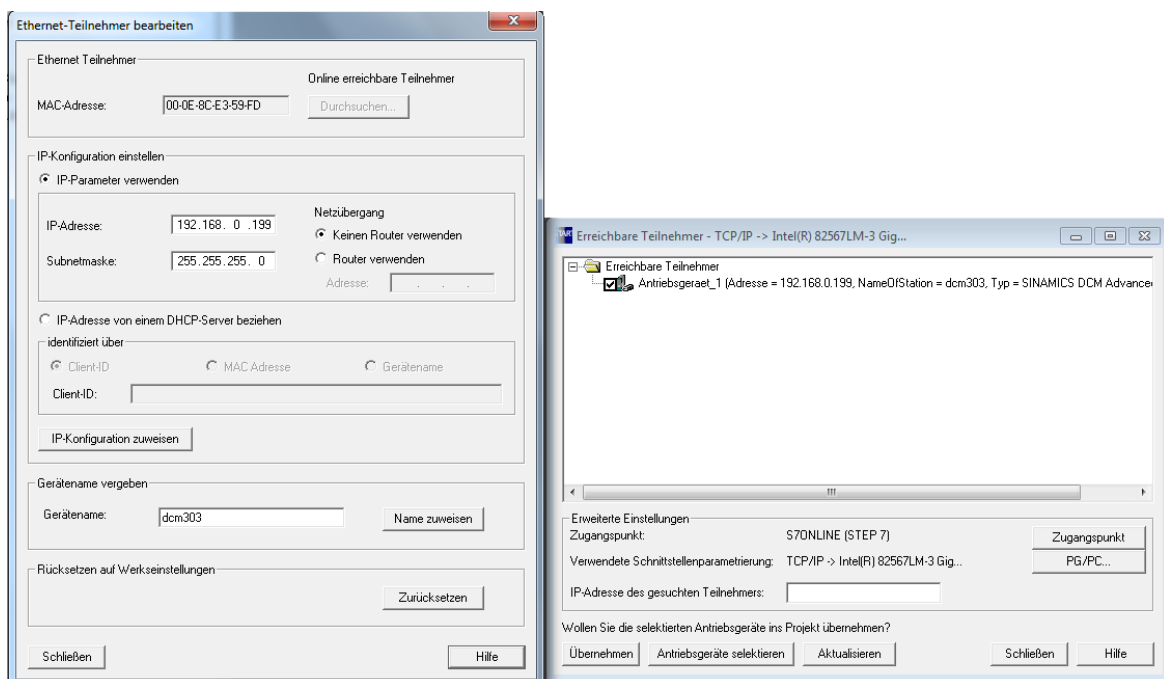 Ethernet-Teilnehmer bearbeiten
Ethernet Teilnehmer
Online erreichbare Teilnehmer
MAC-Adresse: 00-0E-8C-E3-59-FD Durchsuchen...
IP-Konfiguration einstellen
IP-Parameter verwenden
Netzübergang
IP-Adresse: 192.168. 0 .199 Keinen Router verwenden
Subnetmaske: 255.255.255. 0 Router verwenden
Adresse: . . .
IP-Adresse von einem DHCP-Server beziehen
identifiziert über
Client-ID MAC Adresse Gerätename
Client-ID:
IP-Konfiguration zuweisen
Gerätename vergeben
Gerätename: dcm303 Name zuweisen
Rücksetzen auf Werkseinstellungen
Zurücksetzen
Schließen Hilfe
Erreichbare Teilnehmer - TCP/IP -> Intel(R) 82567LM-3 Gig...
Erreichbare Teilnehmer
Antriebsgeraet_1 (Adresse = 192.168.0.199, NameOfStation = dcm303, Typ = SINAMICS DCM Advance
Erweiterte Einstellungen
Zugangspunkt: S7ONLINE (STEP 7) Zugangspunkt
Verwendete Schnittstellenparametrierung: TCP/IP -> Intel(R) 82567LM-3 Gig... PG/PC...
IP-Adresse des gesuchten Teilnehmers:
Wollen Sie die selektierten Antriebsgeräte ins Projekt übernehmen?
Übernehmen Antriebsgeräte selektieren Aktualisieren Schließen Hilfe